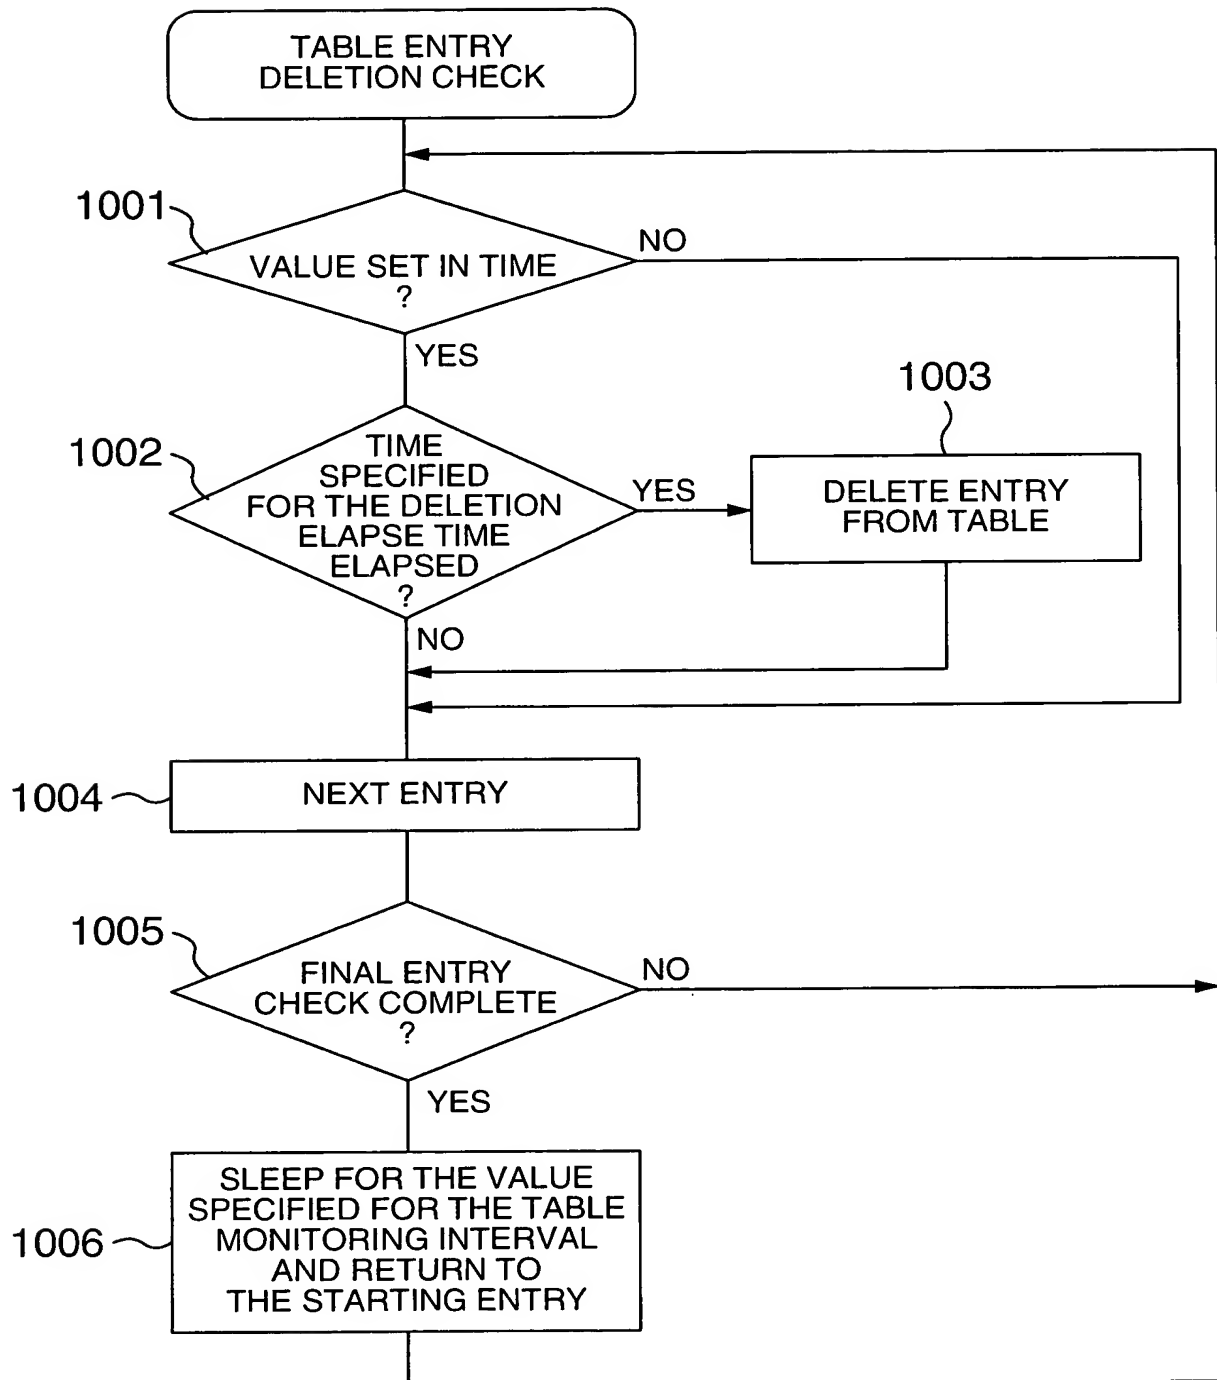 TABLE ENTRY
DELETION CHECK
1001
VALUE SET IN TIME
?
NO
YES
1002
TIME
SPECIFIED
FOR THE DELETION
ELAPSE TIME
ELAPSED
?
YES
1003
DELETE ENTRY
FROM TABLE
NO
1004
NEXT ENTRY
1005
FINAL ENTRY
CHECK COMPLETE
?
NO
YES
1006
SLEEP FOR THE VALUE
SPECIFIED FOR THE TABLE
MONITORING INTERVAL
AND RETURN TO
THE STARTING ENTRY